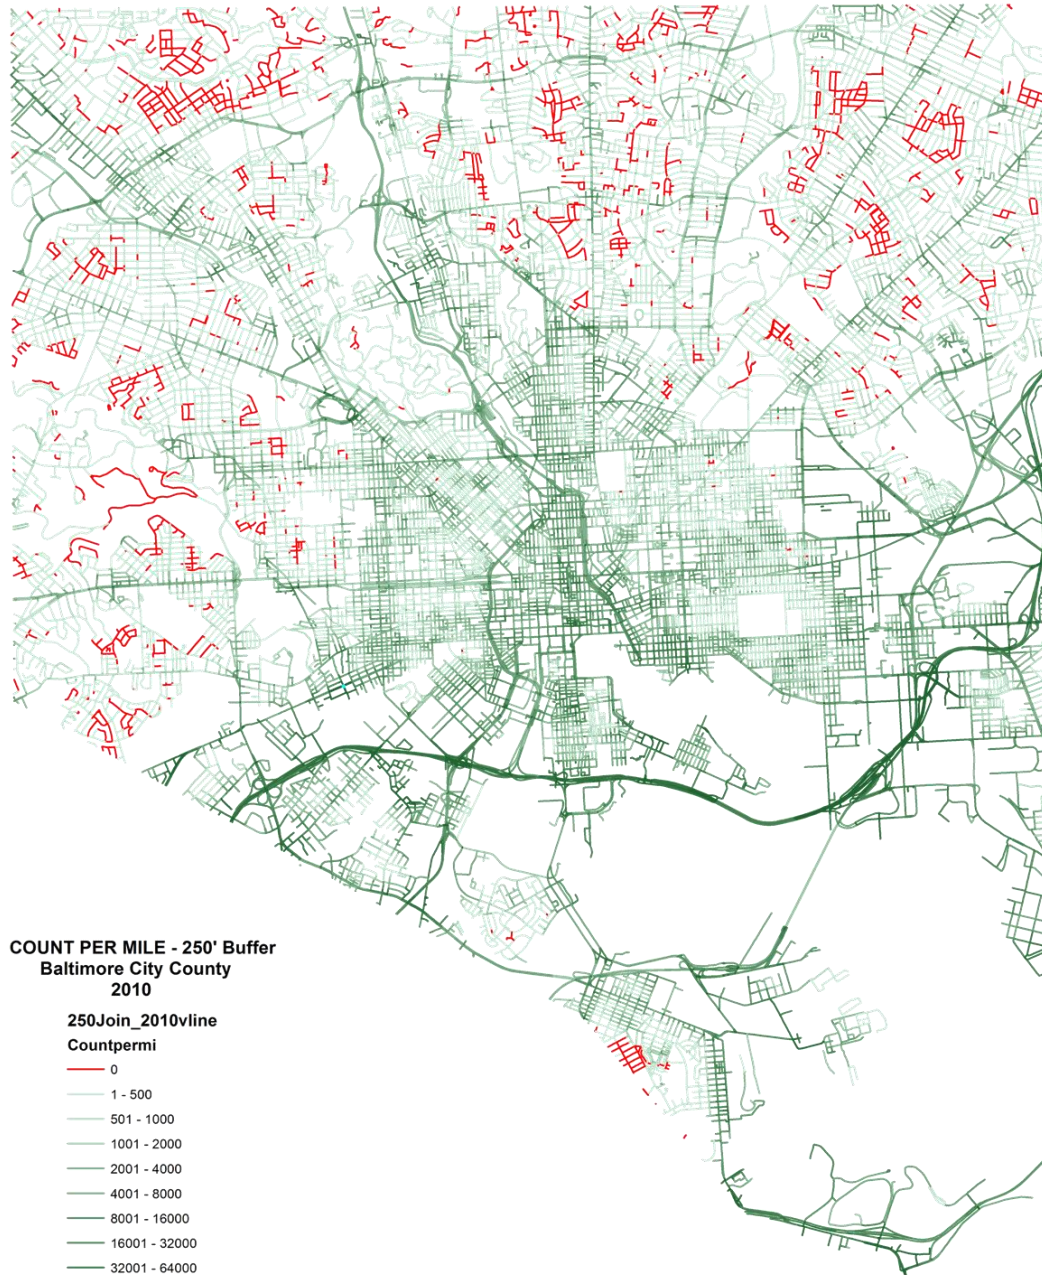 COUNT PER MILE - 250' Buffer
Baltimore City County
2010
250Join_2010vline
Countpermi
0
1 - 500
501 - 1000
1001 - 2000
2001 - 4000
4001 - 8000
8001 - 16000
16001 - 32000
32001 - 64000